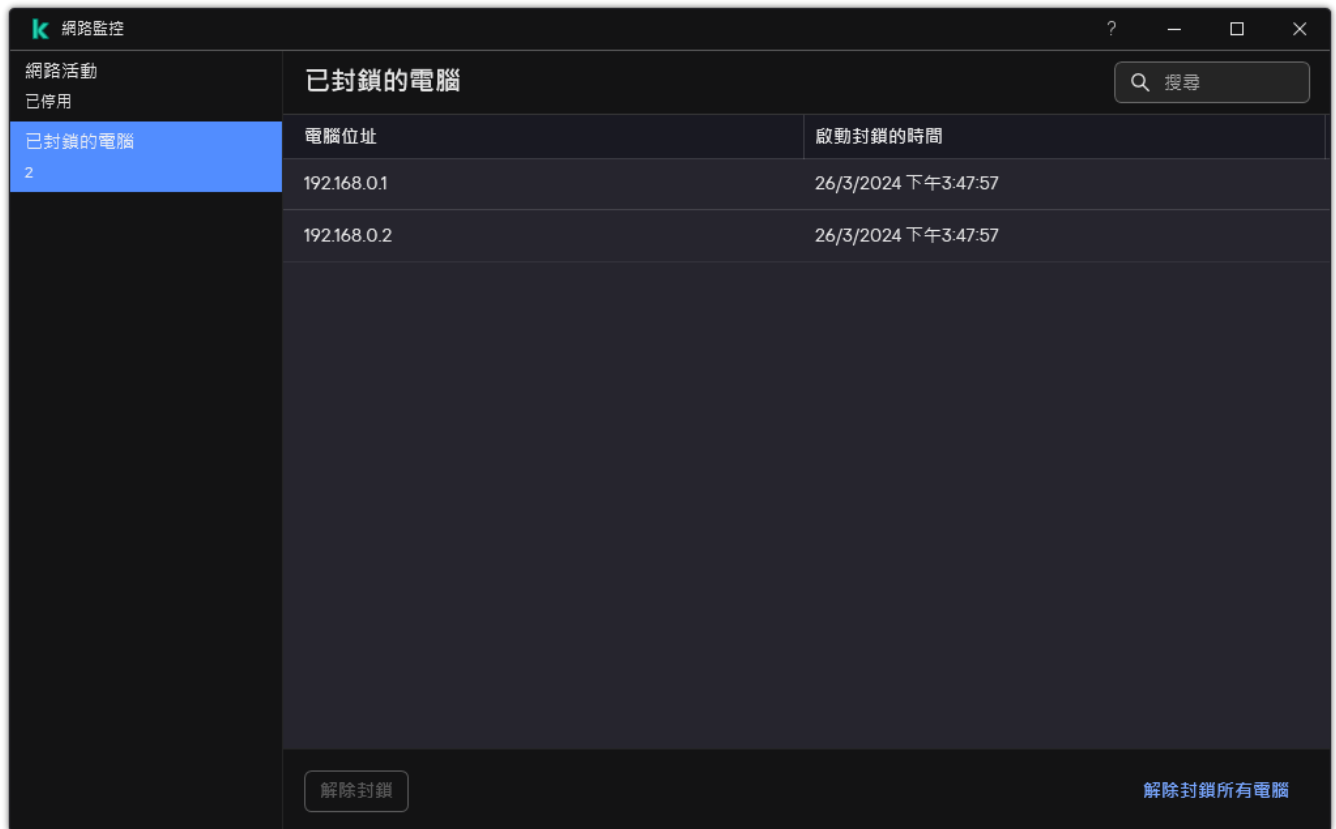 網路監控
?
網路活動
已停用
已封鎖的電腦
2
已封鎖的電腦
搜尋
電腦位址 啟動封鎖的時間
192.168.0.1 26/3/2024 下午3:47:57
192.168.0.2 26/3/2024 下午3:47:57
解除封鎖 解除封鎖所有電腦